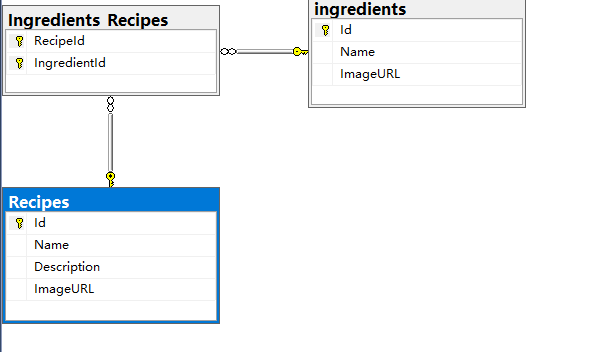 Ingredients Recipes
RecipeId
IngredientId
ingredients
Id
Name
ImageURL
Recipes
Id
Name
Description
ImageURL